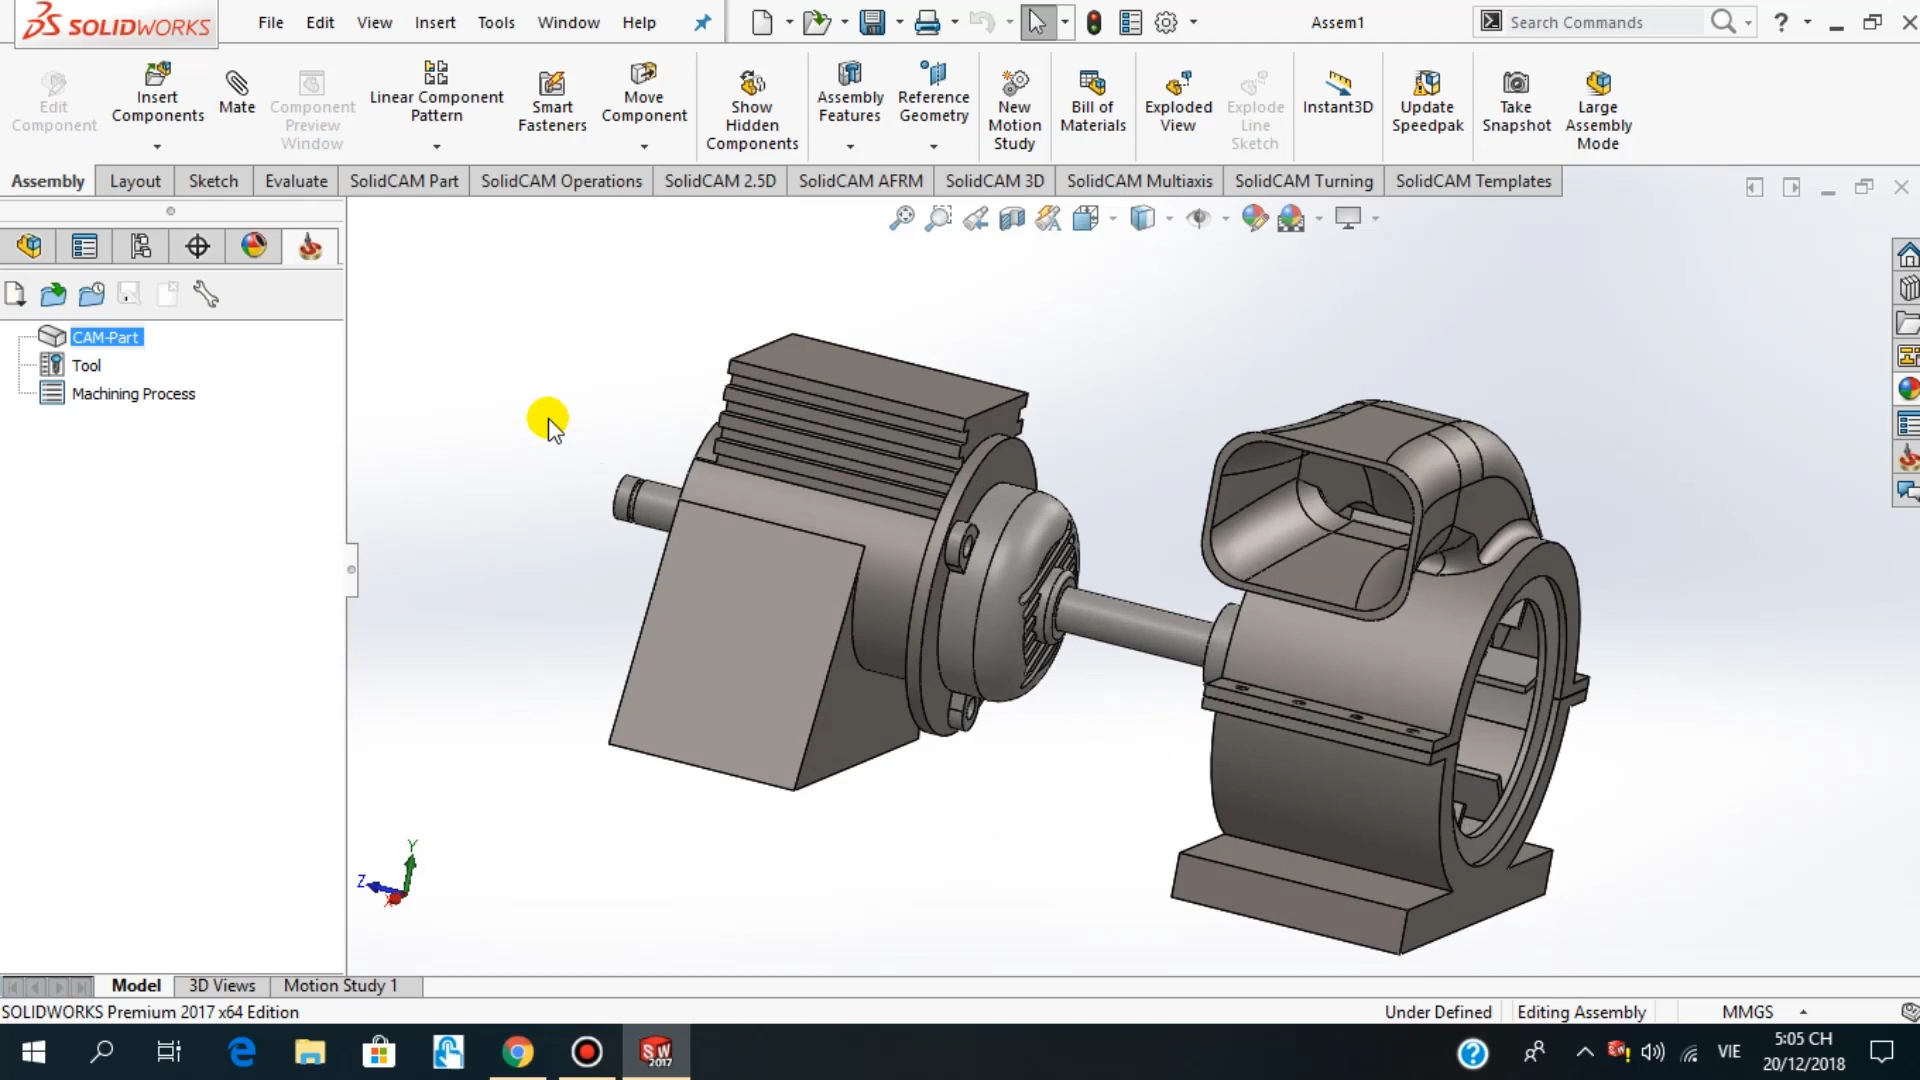 SOLIDWORKS
File Edit View Insert Tools Window Help
Assem1
Search Commands
?
Edit
Component
Insert
Components
Mate
Component
Preview
Window
Linear Component
Pattern
Smart
Fasteners
Move
Component
Show
Hidden
Components
Assembly
Features
Reference
Geometry
New
Motion
Study
Bill of
Materials
Exploded
View
Explode
Line
Sketch
Instant3D
Update
Speedpak
Take
Snapshot
Large
Assembly
Mode
Assembly Layout Sketch Evaluate SolidCAM Part SolidCAM Operations SolidCAM 2.5D SolidCAM AFRM SolidCAM 3D SolidCAM Multiaxis SolidCAM Turning SolidCAM Templates
CAM-Part
Tool
Machining Process
Y
Z
X
Model 3D Views Motion Study 1
SOLIDWORKS Premium 2017 x64 Edition
Under Defined Editing Assembly MMGS
SW
2017
?
VIE
5:05 CH
20/12/2018